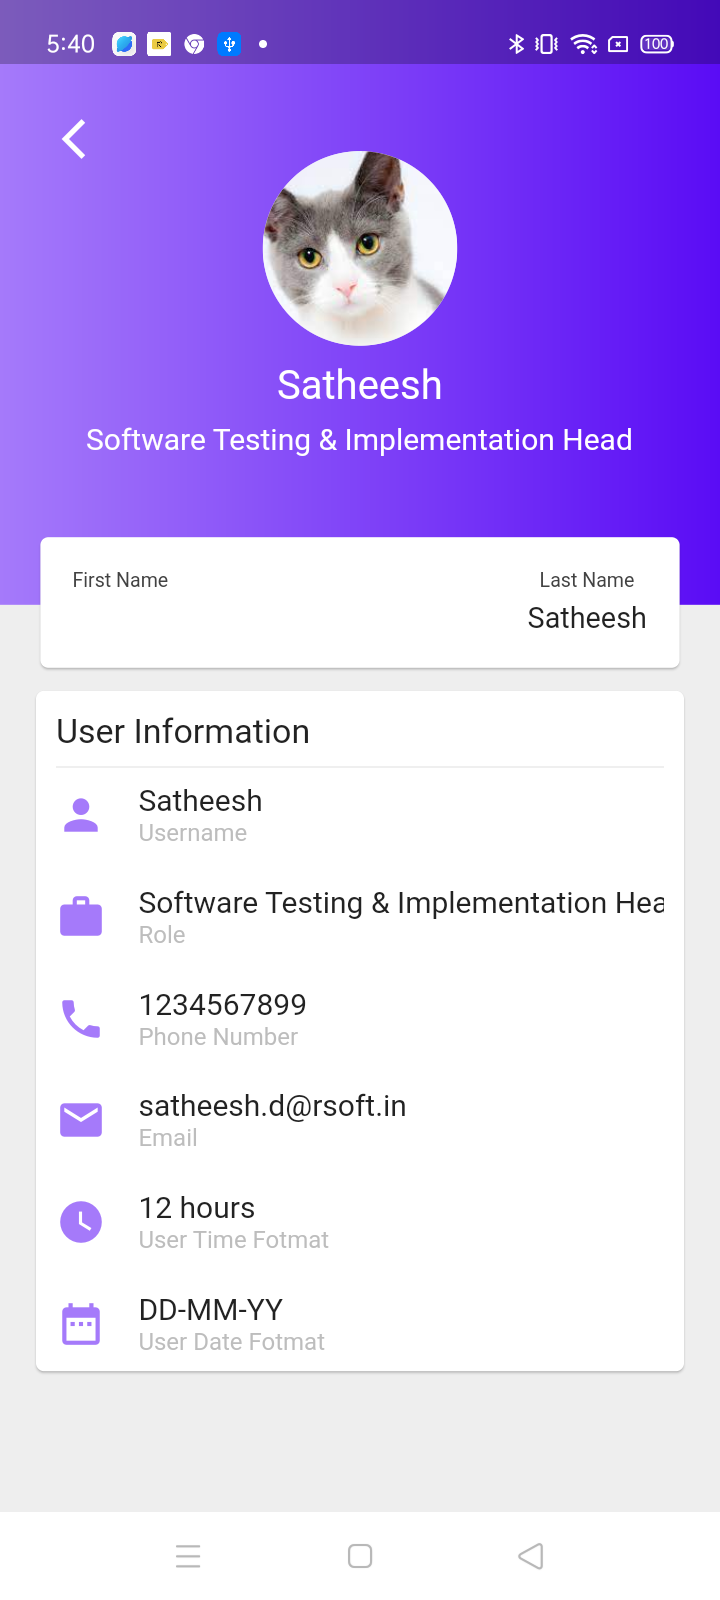 5:40
100
Satheesh
Software Testing & Implementation Head
First Name
Last Name
Satheesh
User Information
Satheesh
Username
Software Testing & Implementation Hea
Role
1234567899
Phone Number
satheesh.d@rsoft.in
Email
12 hours
User Time Fotmat
DD-MM-YY
User Date Fotmat